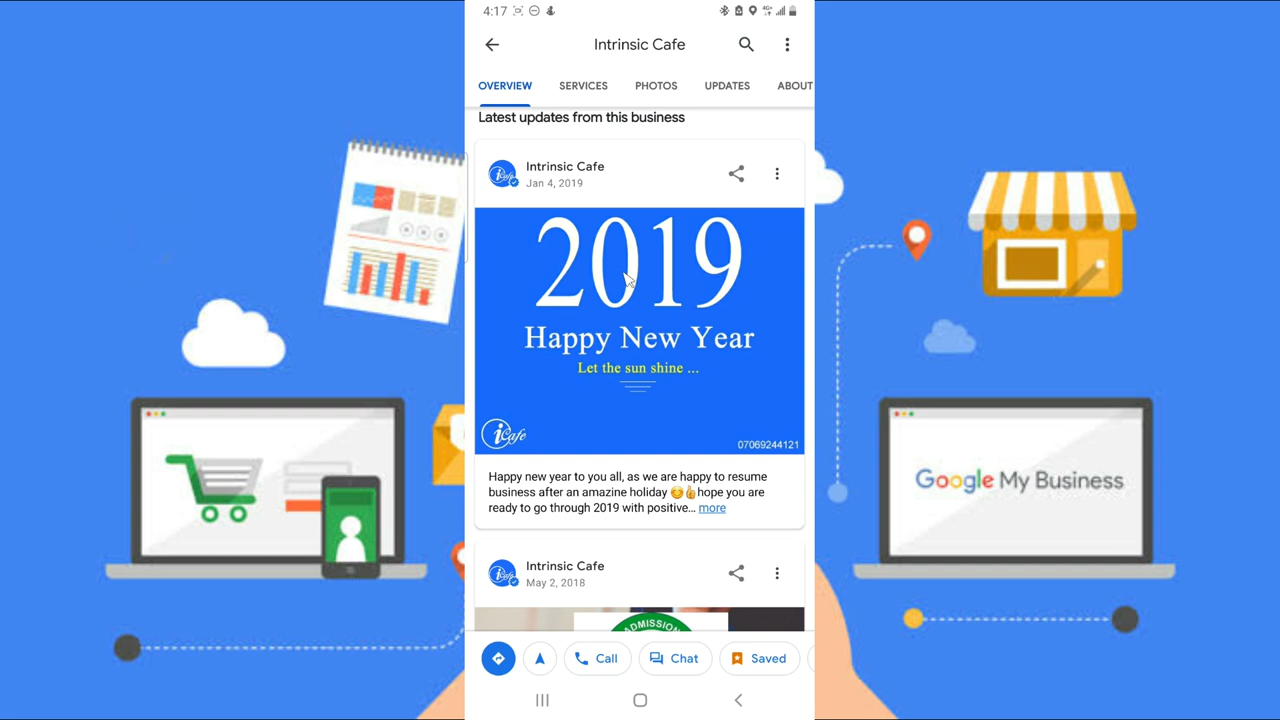 4:17
4G+
Intrinsic Cafe
OVERVIEW SERVICES PHOTOS UPDATES ABOUT
Latest updates from this business
Intrinsic Cafe
Jan 4, 2019
2019
Happy New Year
Let the sun shine ...
iCafe
07069244121
Happy new year to you all, as we are happy to resume
business after an amazine holiday 😊👍hope you are
ready to go through 2019 with positive... more
Intrinsic Cafe
May 2, 2018
ADMISSION
Call Chat Saved
Google My Business